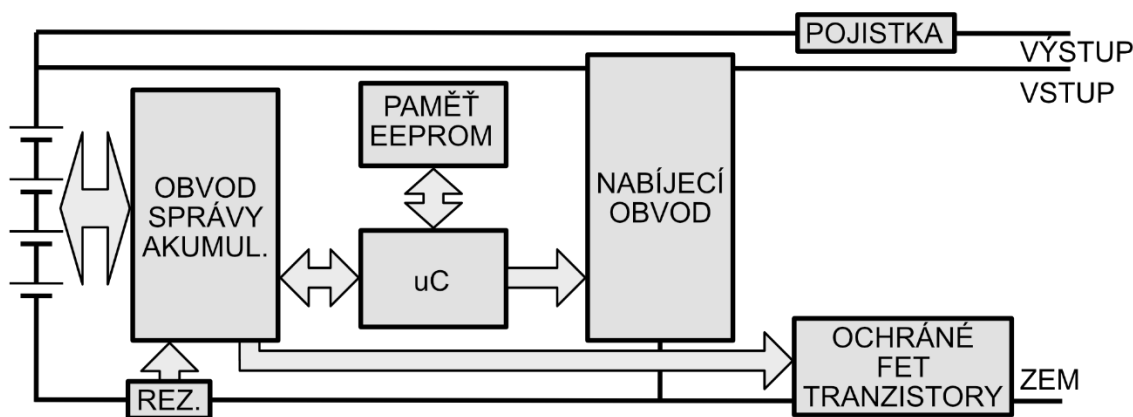 POJISTKA
VÝSTUP
VSTUP
PAMĚŤ
EEPROM
OBVOD
SPRÁVY
AKUMUL.
NABÍJECÍ
OBVOD
uC
OCHRÁNÉ
FET
TRANZISTORY
ZEM
REZ.